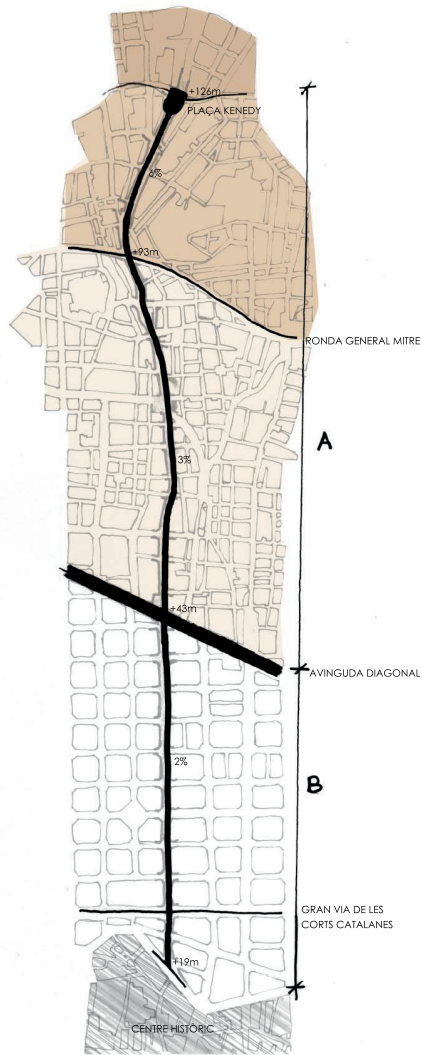 +126m
PLAÇA KENEDY
6%
+93m
RONDA GENERAL MITRE
A
3%
+43m
AVINGUDA DIAGONAL
2%
B
GRAN VIA DE LES
CORTS CATALANES
+19m
CENTRE HISTÒRIC